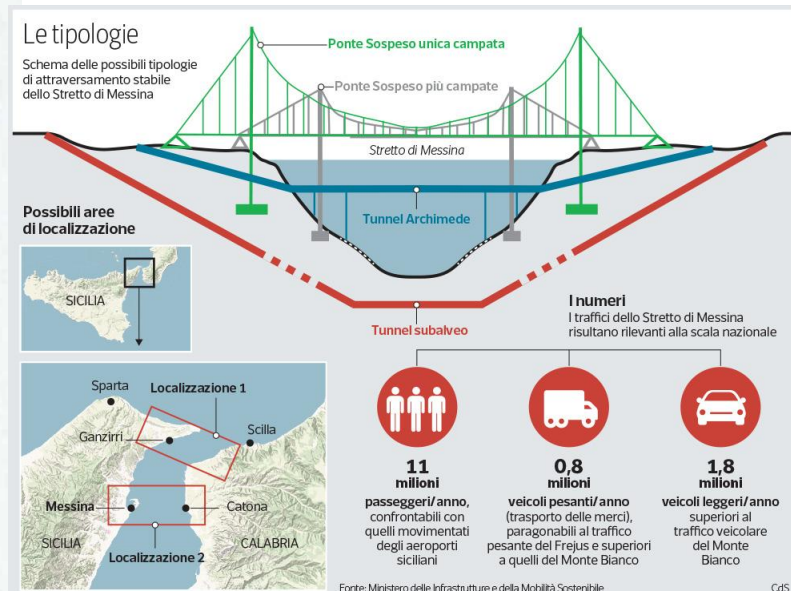 Le tipologie
Schema delle possibili tipologie
di attraversamento stabile
dello Stretto di Messina
Ponte Sospeso unica campata
Ponte Sospeso più campate
Stretto di Messina
Tunnel Archimede
Tunnel subalveo
Possibili aree
di localizzazione
SICILIA
Sparta
Localizzazione 1
Ganzirri
Scilla
Messina
Catona
SICILIA
CALABRIA
Localizzazione 2
I numeri
I traffici dello Stretto di Messina
risultano rilevanti alla scala nazionale
11
milioni
passeggeri/anno,
confrontabili con
quelli movimentati
degli aeroporti
siciliani
0,8
milioni
veicoli pesanti/anno
(trasporto delle merci),
paragonabili al traffico
pesante del Frejus e superiori
a quelli del Monte Bianco
1,8
milioni
veicoli leggeri/anno
superiori al
traffico veicolare
del Monte
Bianco
Fonte: Ministero delle Infrastrutture e della Mobilità Sostenibile
CdS